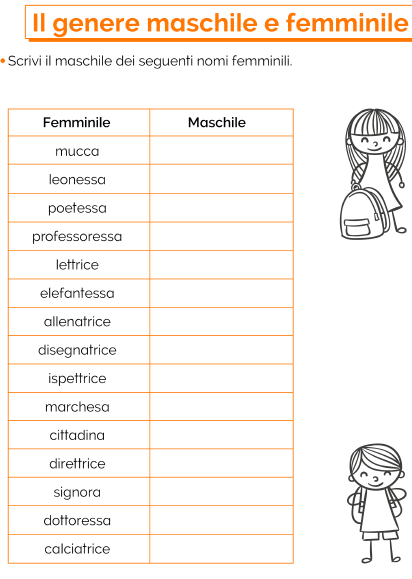 Il genere maschile e femminile
• Scrivi il maschile dei seguenti nomi femminili.
Femminile Maschile
mucca
leonessa
poetessa
professoressa
lettrice
elefantessa
allenatrice
disegnatrice
ispettrice
marchesa
cittadina
direttrice
signora
dottoressa
calciatrice